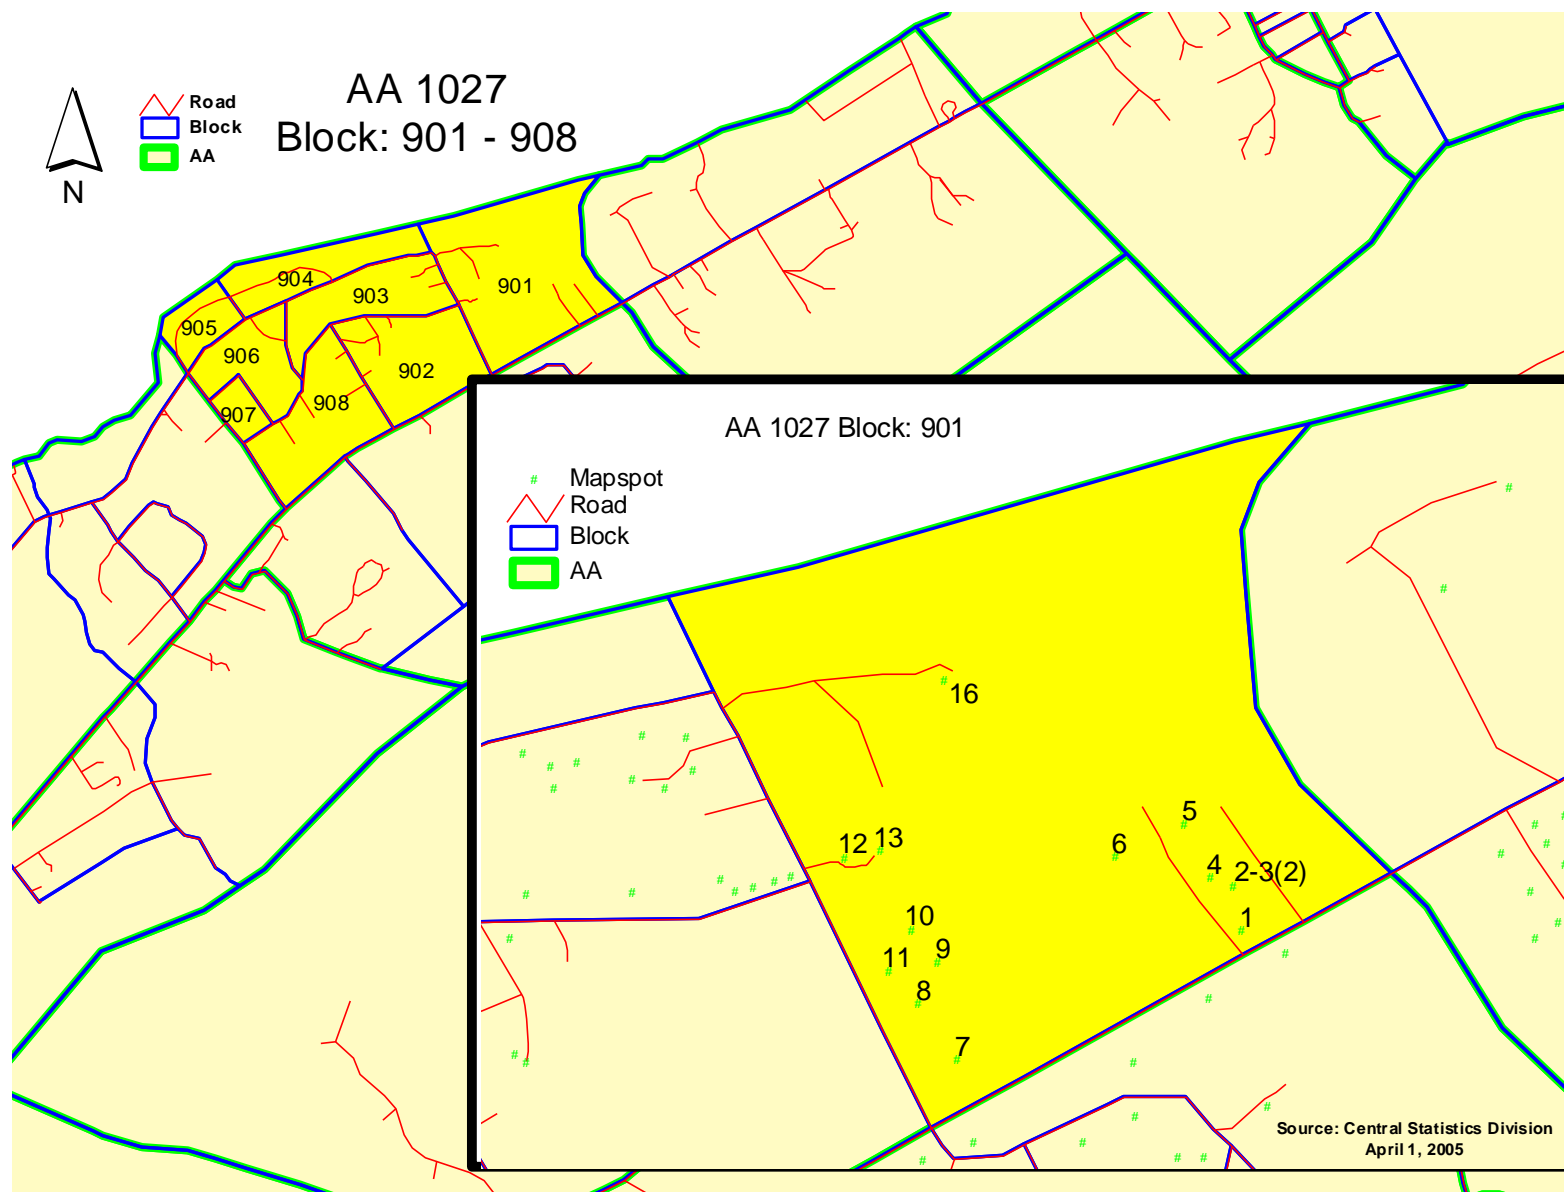 AA 1027
Block: 901 - 908
Road
Block
AA
N
901
904
903
905
906
902
908
907
AA 1027 Block: 901
# Mapspot
Road
Block
AA
16
5
12 13
6
4
2-3(2)
10
1
11
9
8
7
Source: Central Statistics Division
April 1, 2005